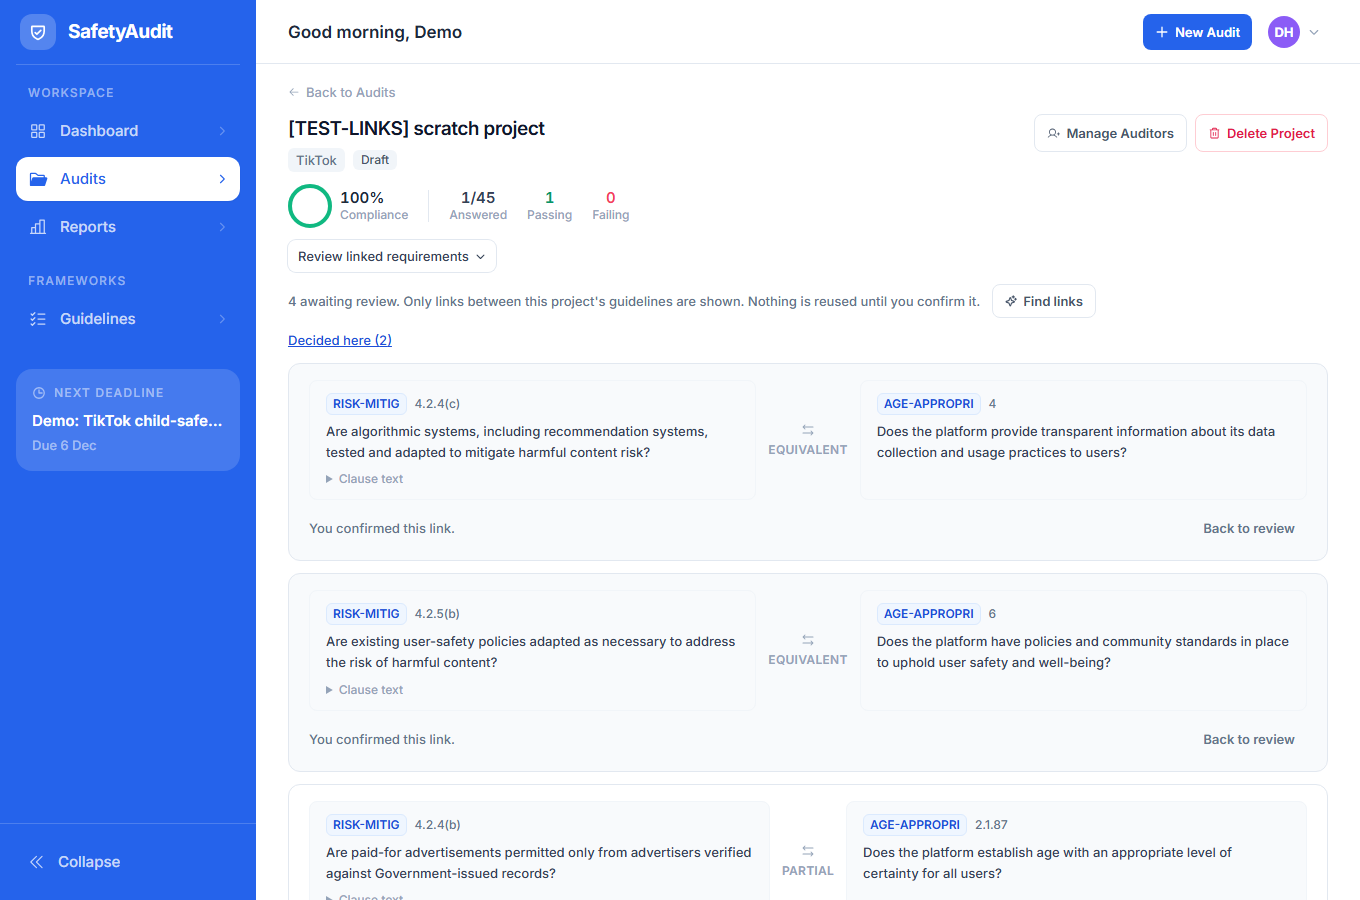 SafetyAudit
WORKSPACE
Dashboard
Audits
Reports
FRAMEWORKS
Guidelines
NEXT DEADLINE
Demo: TikTok child-safe...
Due 6 Dec
Collapse
Good morning, Demo
New Audit
DH
Back to Audits
[TEST-LINKS] scratch project
Manage Auditors
Delete Project
TikTok
Draft
100%
Compliance
1/45
Answered
1
Passing
0
Failing
Review linked requirements
4 awaiting review. Only links between this project's guidelines are shown. Nothing is reused until you confirm it.
Find links
Decided here (2)
RISK-MITIG 4.2.4(c)
Are algorithmic systems, including recommendation systems,
tested and adapted to mitigate harmful content risk?
Clause text
EQUIVALENT
AGE-APPROPRI 4
Does the platform provide transparent information about its data
collection and usage practices to users?
You confirmed this link.
Back to review
RISK-MITIG 4.2.5(b)
Are existing user-safety policies adapted as necessary to address
the risk of harmful content?
Clause text
EQUIVALENT
AGE-APPROPRI 6
Does the platform have policies and community standards in place
to uphold user safety and well-being?
You confirmed this link.
Back to review
RISK-MITIG 4.2.4(b)
Are paid-for advertisements permitted only from advertisers verified
against Government-issued records?
Clause text
PARTIAL
AGE-APPROPRI 2.1.87
Does the platform establish age with an appropriate level of
certainty for all users?